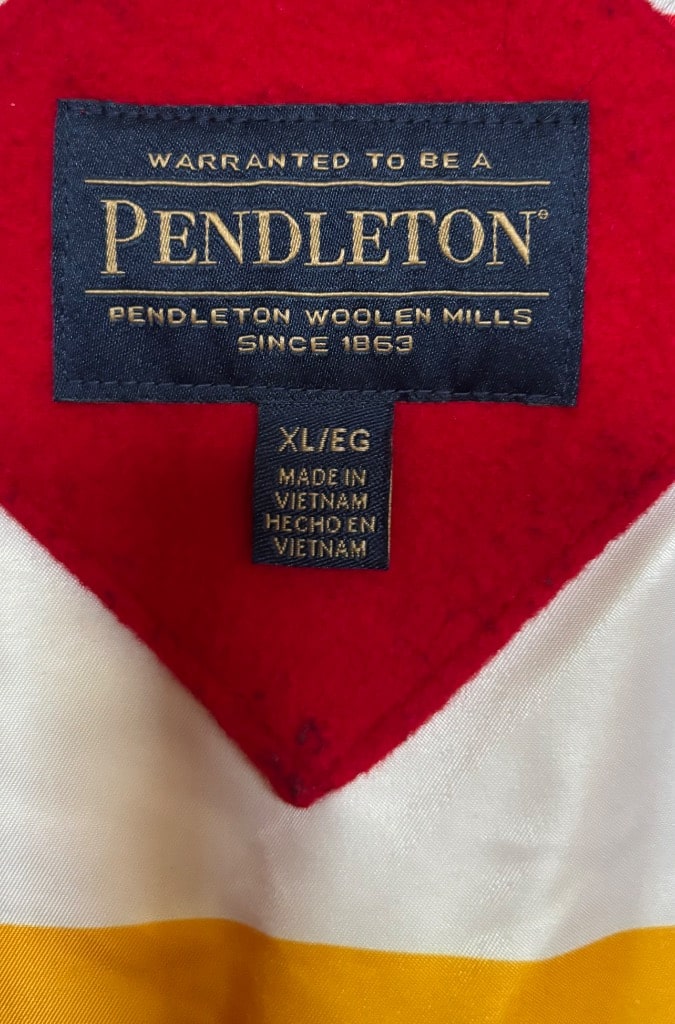 WARRANTED TO BE A
PENDLETON®
PENDLETON WOOLEN MILLS
SINCE 1863
XL/EG
MADE IN
VIETNAM
HECHO EN
VIETNAM